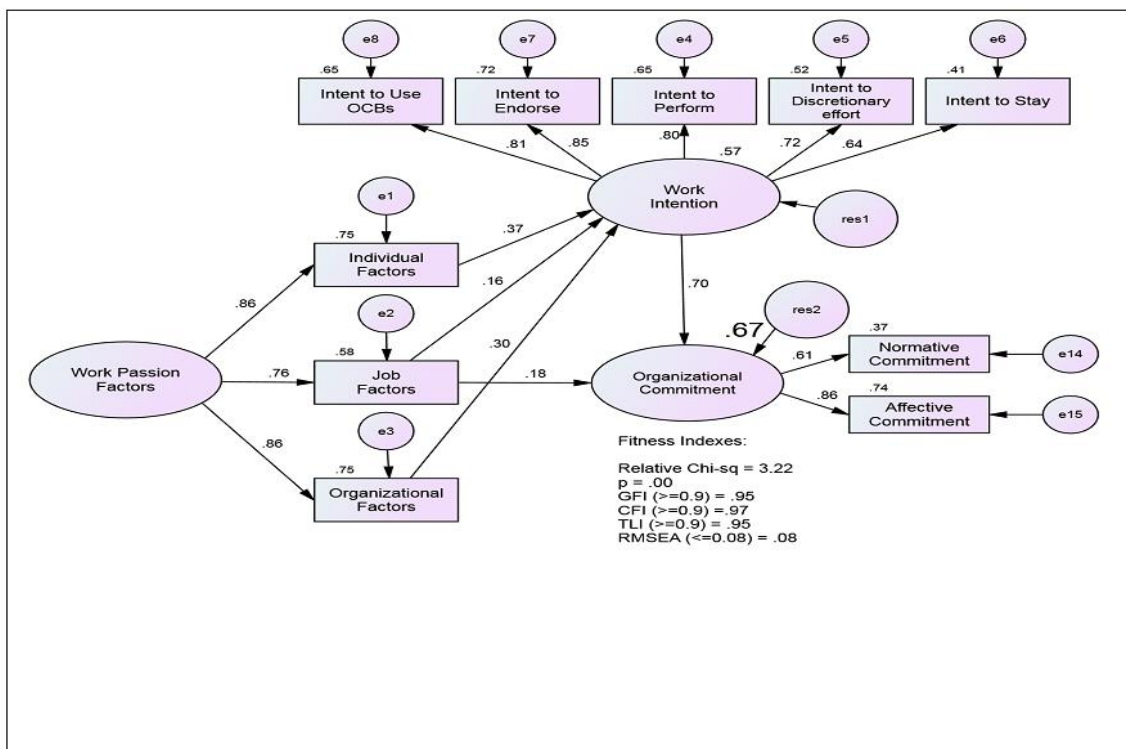 e8
e7
e4
e5
e6
.65
.72
.65
.52
.41
Intent to Use
OCBs
Intent to
Endorse
Intent to
Perform
Intent to
Discretionary
effort
Intent to Stay
.81
.85
.80
.57
.72
.64
Work
Intention
res1
e1
.75
Individual
Factors
.37
.86
.16
.70
e2
.58
Job
Factors
.30
res2
.67
.37
Normative
Commitment
e14
.61
Work Passion
Factors
.76
.18
Organizational
Commitment
.86
.74
Affective
Commitment
e15
e3
.86
.75
Organizational
Factors
Fitness Indexes:
Relative Chi-sq = 3.22
p = .00
GFI (>=0.9) = .95
CFI (>=0.9) =.97
TLI (>=0.9) = .95
RMSEA (<=0.08) = .08